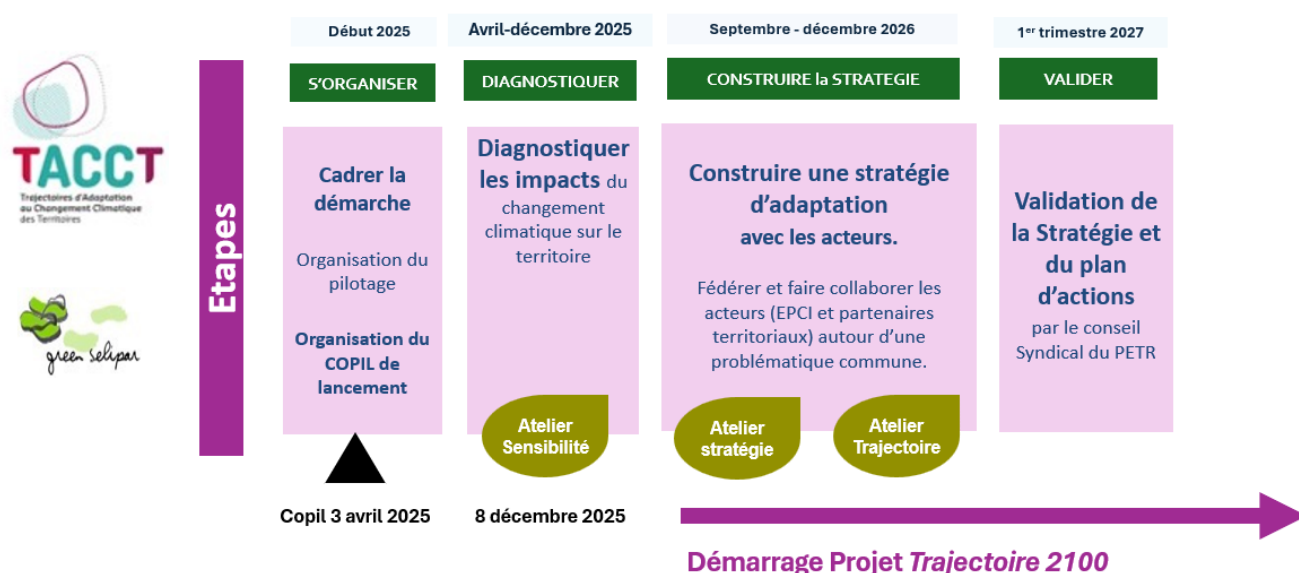 Début 2025
Avril-décembre 2025
Septembre - décembre 2026
1er trimestre 2027
S'ORGANISER
DIAGNOSTIQUER
CONSTRUIRE la STRATEGIE
VALIDER
TACCT
Trajectoires d'Adaptation
au Changement Climatique
des Territoires
green selipar
Etapes
Cadrer la
démarche
Organisation du
pilotage
Organisation du
COPIL de
lancement
Diagnostiquer
les impacts du
changement
climatique sur le
territoire
Construire une stratégie
d'adaptation
avec les acteurs.
Fédérer et faire collaborer les
acteurs (EPCI et partenaires
territoriaux) autour d'une
problématique commune.
Validation de
la Stratégie et
du plan
d'actions
par le conseil
Syndical du PETR
Atelier
Sensibilité
Atelier
stratégie
Atelier
Trajectoire
Copil 3 avril 2025
8 décembre 2025
Démarrage Projet Trajectoire 2100